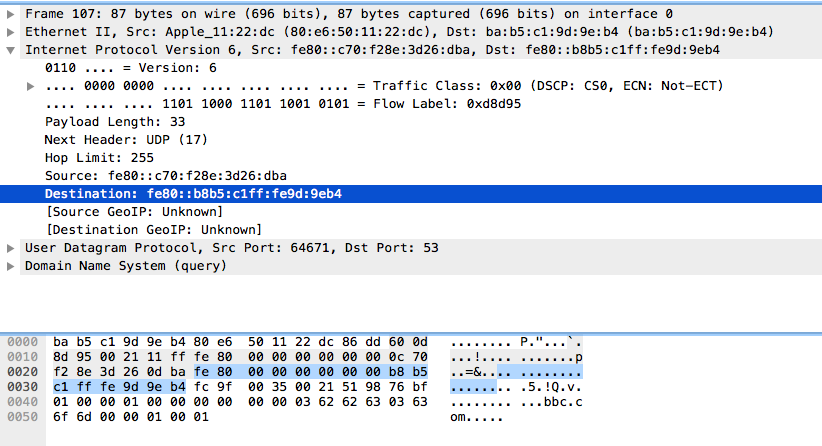 Frame 107: 87 bytes on wire (696 bits), 87 bytes captured (696 bits) on interface 0
Ethernet II, Src: Apple_11:22:dc (80:e6:50:11:22:dc), Dst: ba:b5:c1:9d:9e:b4 (ba:b5:c1:9d:9e:b4)
Internet Protocol Version 6, Src: fe80::c70:f28e:3d26:dba, Dst: fe80::b8b5:c1ff:fe9d:9eb4
0110 .... = Version: 6
.... 0000 0000 .... .... .... .... .... = Traffic Class: 0x00 (DSCP: CS0, ECN: Not-ECT)
.... .... .... 1101 1000 1101 1001 0101 = Flow Label: 0xd8d95
Payload Length: 33
Next Header: UDP (17)
Hop Limit: 255
Source: fe80::c70:f28e:3d26:dba
Destination: fe80::b8b5:c1ff:fe9d:9eb4
[Source GeoIP: Unknown]
[Destination GeoIP: Unknown]
User Datagram Protocol, Src Port: 64671, Dst Port: 53
Domain Name System (query)
0000 ba b5 c1 9d 9e b4 80 e6 50 11 22 dc 86 dd 60 0d ........ P."...`.
0010 8d 95 00 21 11 ff fe 80 00 00 00 00 00 00 0c 70 ...!.... .......p
0020 f2 8e 3d 26 0d ba fe 80 00 00 00 00 00 00 b8 b5 ..=&.... ........
0030 c1 ff fe 9d 9e b4 fc 9f 00 35 00 21 51 98 76 bf ........ .5.!Q.v.
0040 01 00 00 01 00 00 00 00 00 00 03 62 62 63 03 63 ........ ...bbc.c
0050 6f 6d 00 00 01 00 01 om.....